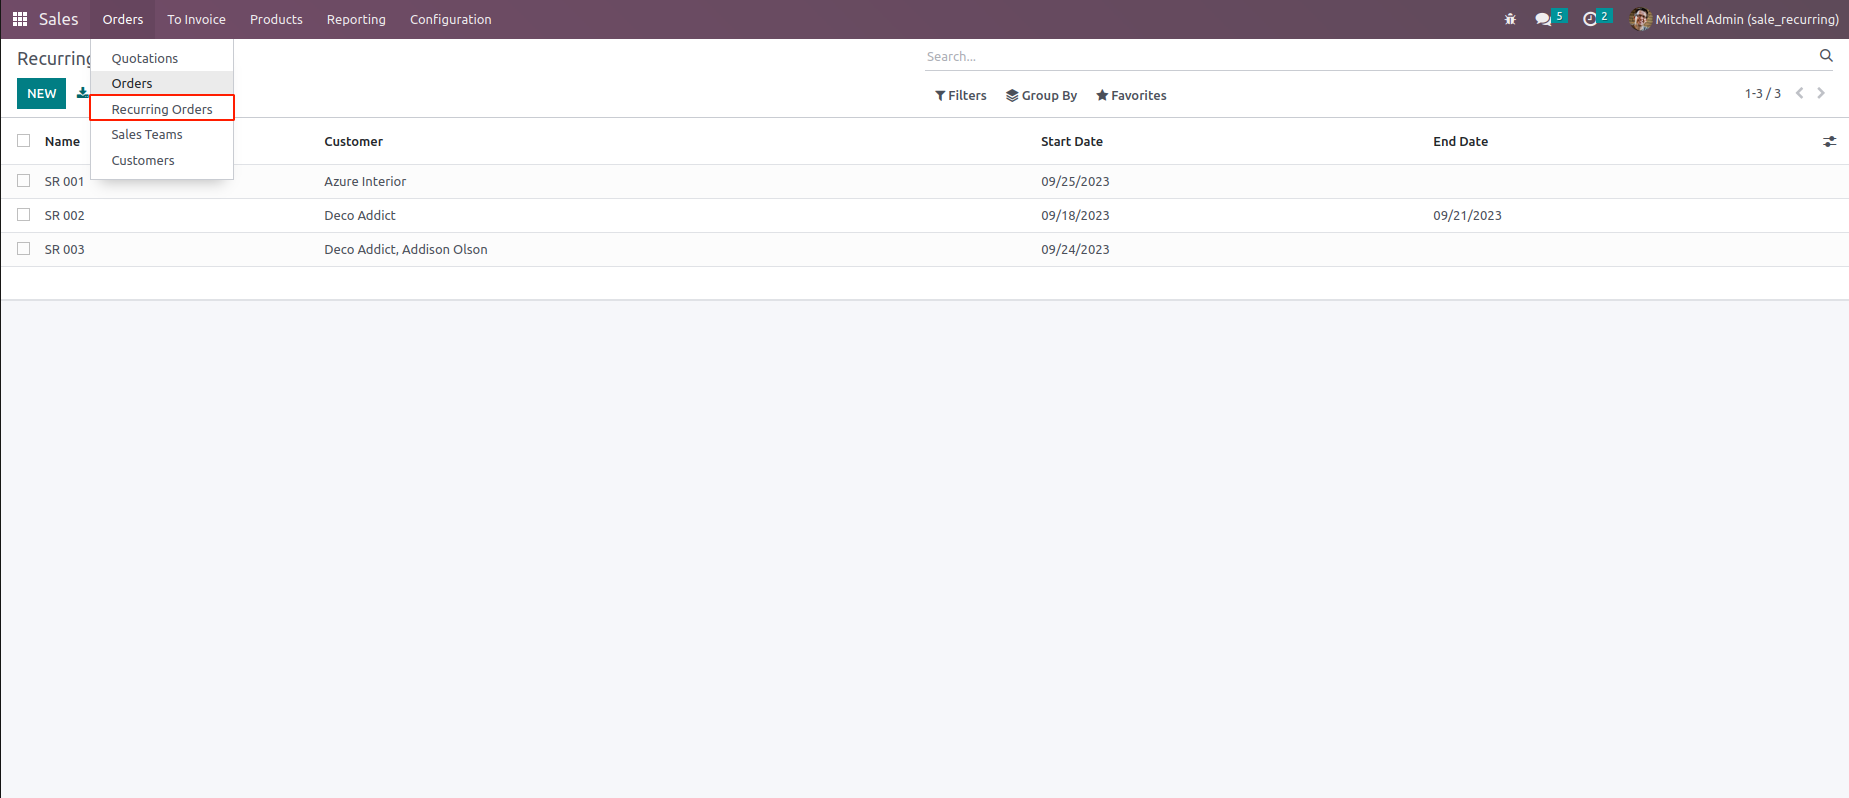 Sales Orders To Invoice Products Reporting Configuration 5 2 Mitchell Admin (sale_recurring)
Recurring Search...
Quotations
Orders
Recurring Orders
Sales Teams
Customers
NEW Filters Group By Favorites 1-3 / 3
Name Customer Start Date End Date
SR 001 Azure Interior 09/25/2023
SR 002 Deco Addict 09/18/2023 09/21/2023
SR 003 Deco Addict, Addison Olson 09/24/2023